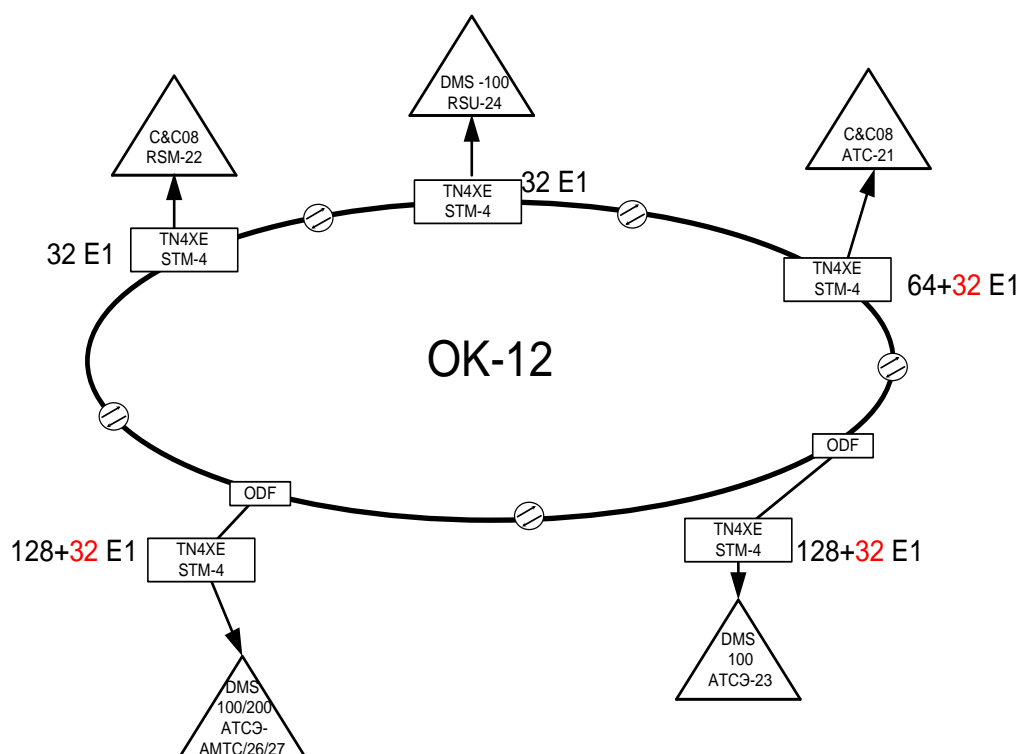 DMS -100
RSU-24
C&C08
RSM-22
C&C08
ATC-21
TN4XE
STM-4
32 E1
TN4XE
STM-4
32 E1
TN4XE
STM-4
64+32 E1
OK-12
ODF
ODF
TN4XE
STM-4
128+32 E1
128+32 E1
TN4XE
STM-4
DMS
100
АТСЭ-23
DMS
100/200
АТСЭ-
АМТС/26/27